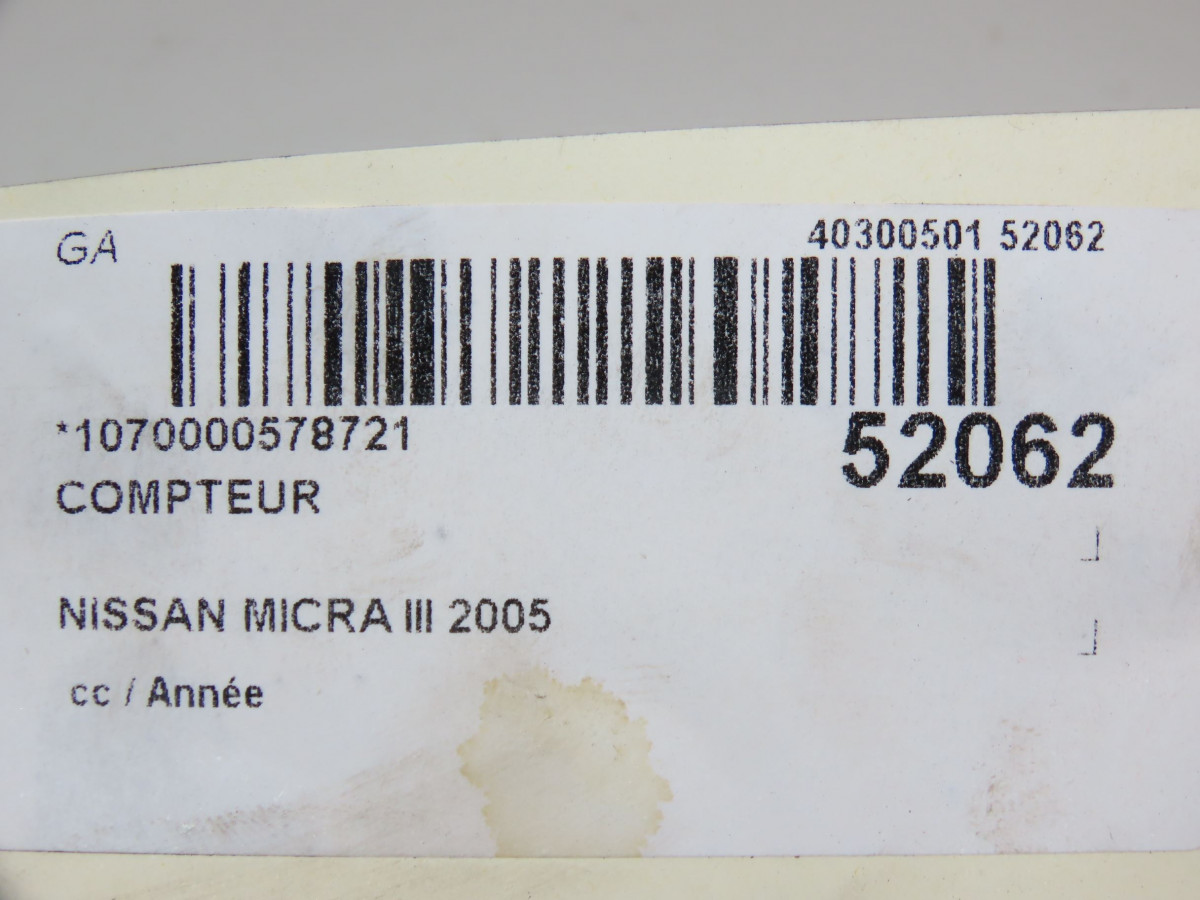 GA
40300501 52062
*1070000578721
52062
COMPTEUR
NISSAN MICRA III 2005
cc / Année